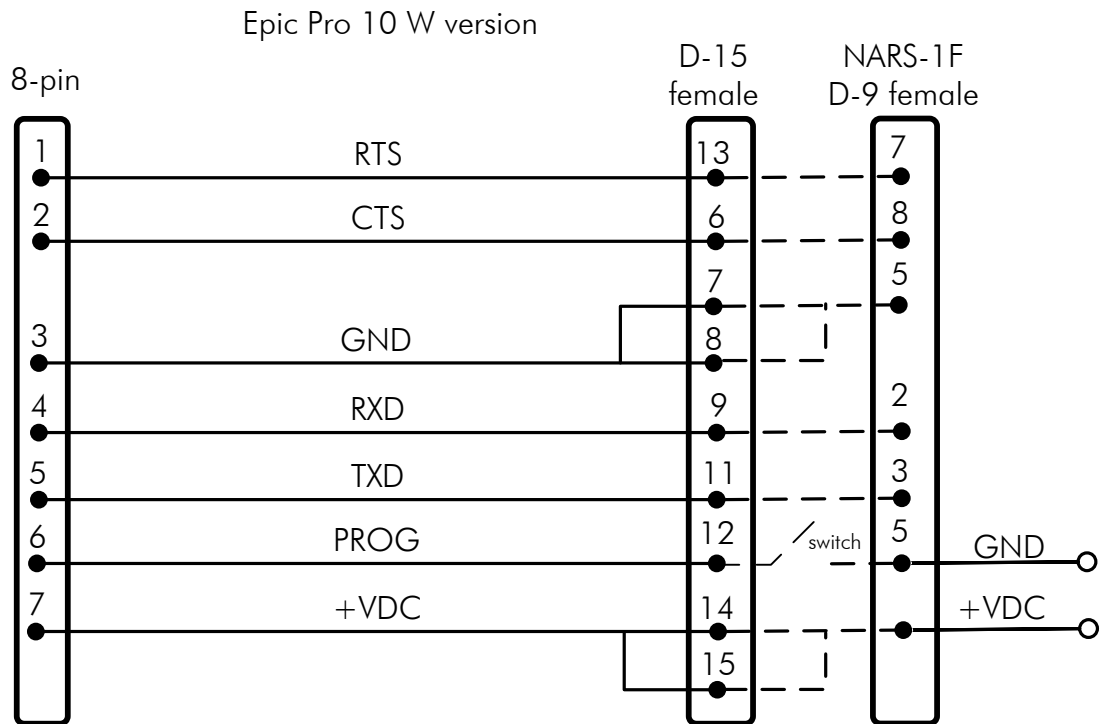 Epic Pro 10 W version
8-pin
D-15
female
NARS-1F
D-9 female
1 RTS 13 7
2 CTS 6 8
7 5
3 GND 8
4 RXD 9 2
5 TXD 11 3
6 PROG 12 switch 5 GND
7 +VDC 14 +VDC
15